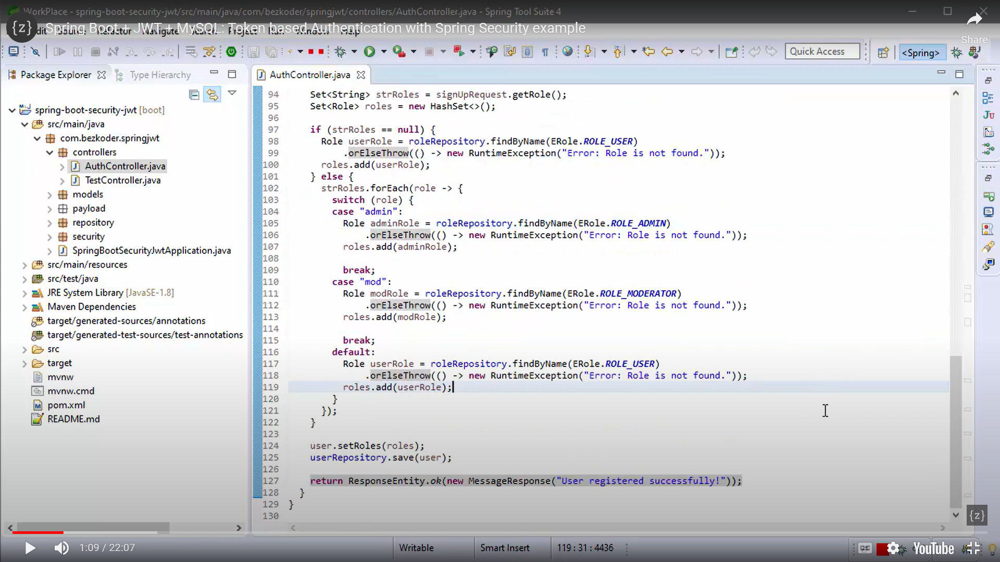 WorkPlace - spring-boot-security-jwt/src/main/java/com/bezkoder/springjwt/controllers/AuthController.java - Spring Tool Suite 4
{z} Spring Boot + JWT + MySQL: Token based Authentication with Spring Security example
Share
Source Refactor Navigate Search Project Run Window Help
Quick Access
<Spring>
Package Explorer
Type Hierarchy
AuthController.java
spring-boot-security-jwt [boot]
src/main/java
com.bezkoder.springjwt
controllers
AuthController.java
TestController.java
models
payload
repository
security
SpringBootSecurityJwtApplication.java
src/main/resources
src/test/java
JRE System Library [JavaSE-1.8]
Maven Dependencies
target/generated-sources/annotations
target/generated-test-sources/test-annotations
src
target
mvnw
mvnw.cmd
pom.xml
README.md
94 Set<String> strRoles = signUpRequest.getRole();
95 Set<Role> roles = new HashSet<>();
96
97 if (strRoles == null) {
98 Role userRole = roleRepository.findByName(ERole.ROLE_USER)
99 .orElseThrow(() -> new RuntimeException("Error: Role is not found."));
100 roles.add(userRole);
101 } else {
102 strRoles.forEach(role -> {
103 switch (role) {
104 case "admin":
105 Role adminRole = roleRepository.findByName(ERole.ROLE_ADMIN)
106 .orElseThrow(() -> new RuntimeException("Error: Role is not found."));
107 roles.add(adminRole);
108
109 break;
110 case "mod":
111 Role modRole = roleRepository.findByName(ERole.ROLE_MODERATOR)
112 .orElseThrow(() -> new RuntimeException("Error: Role is not found."));
113 roles.add(modRole);
114
115 break;
116 default:
117 Role userRole = roleRepository.findByName(ERole.ROLE_USER)
118 .orElseThrow(() -> new RuntimeException("Error: Role is not found."));
119 roles.add(userRole);
120 }
121 });
122 }
123
124 user.setRoles(roles);
125 userRepository.save(user);
126
127 return ResponseEntity.ok(new MessageResponse("User registered successfully!"));
128 }
129 }
130
{z}
1:09 / 22:07
Writable
Smart Insert
119 : 31 : 4436
YouTube